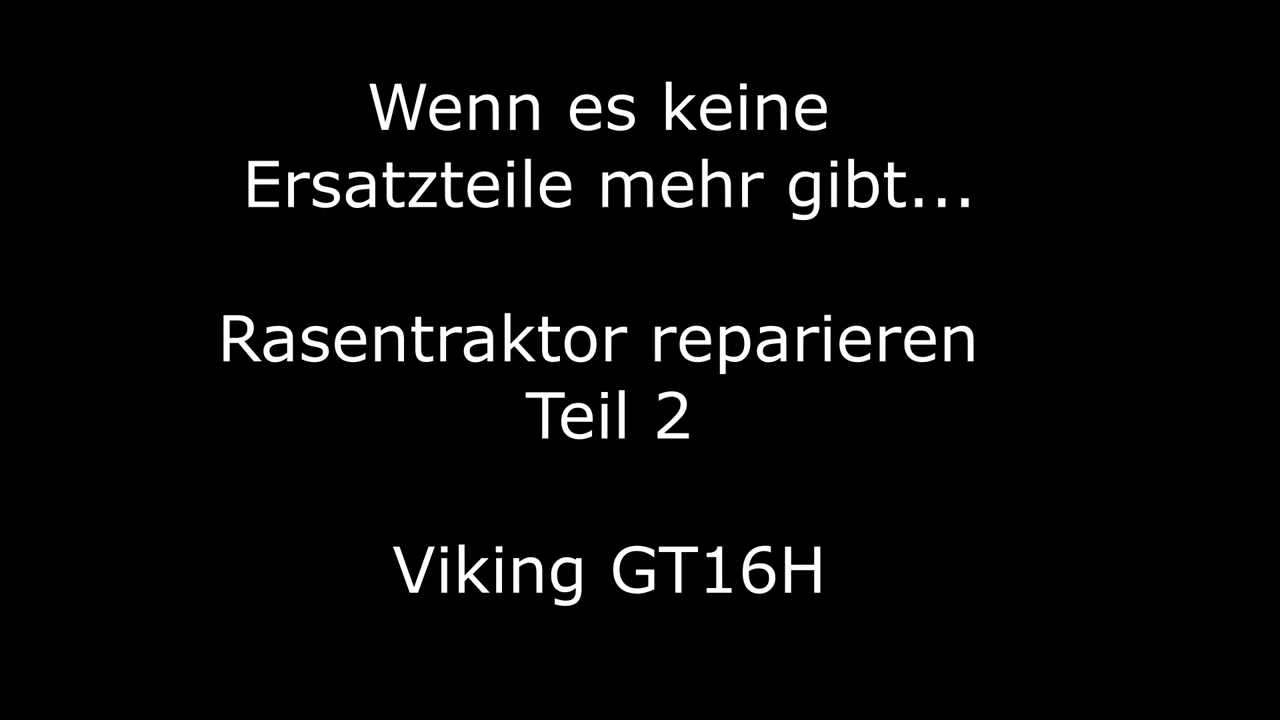 Wenn es keine
Ersatzteile mehr gibt...
Rasentraktor reparieren
Teil 2
Viking GT16H